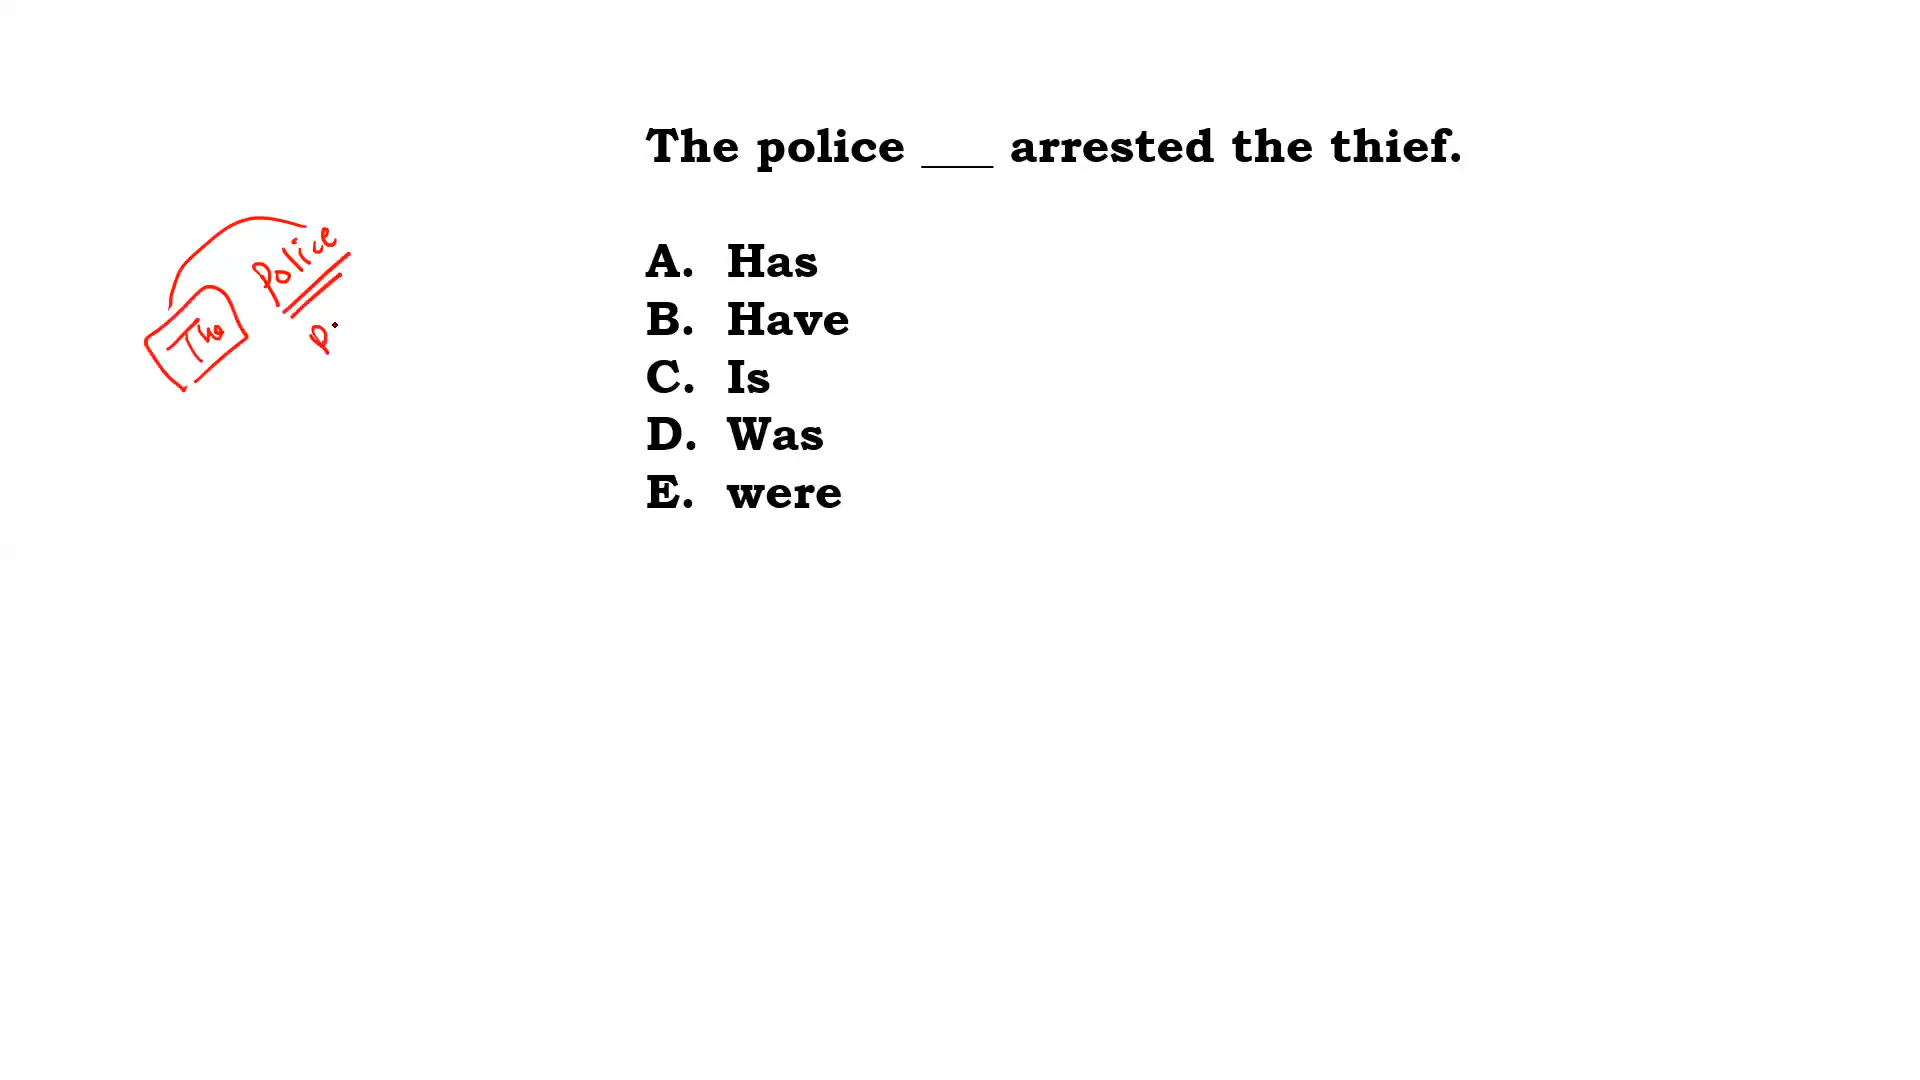 The police ___ arrested the thief.
A. Has
B. Have
C. Is
D. Was
E. were
The Police
P